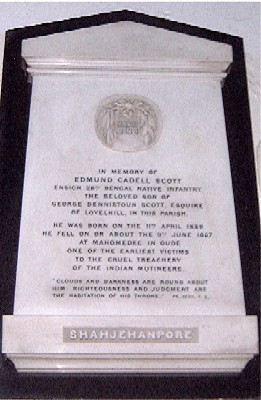 IN MEMORY OF
EDMUND CADELL SCOTT
ENSIGN 28TH BENGAL NATIVE INFANTRY
THE BELOVED SON OF
GEORGE DENNISTOUN SCOTT, ESQUIRE
OF LOVELHILL, IN THIS PARISH.
HE WAS BORN ON THE 11TH APRIL 1839
HE FELL ON OR ABOUT THE 9TH JUNE 1857
AT MAHOMEDEE IN OUDE
ONE OF THE EARLIEST VICTIMS
TO THE CRUEL TREACHERY
OF THE INDIAN MUTINEERS.
"CLOUDS AND DARKNESS ARE ROUND ABOUT
HIM: RIGHTEOUSNESS AND JUDGMENT ARE
THE HABITATION OF HIS THRONE."
SHAHJEHANPORE